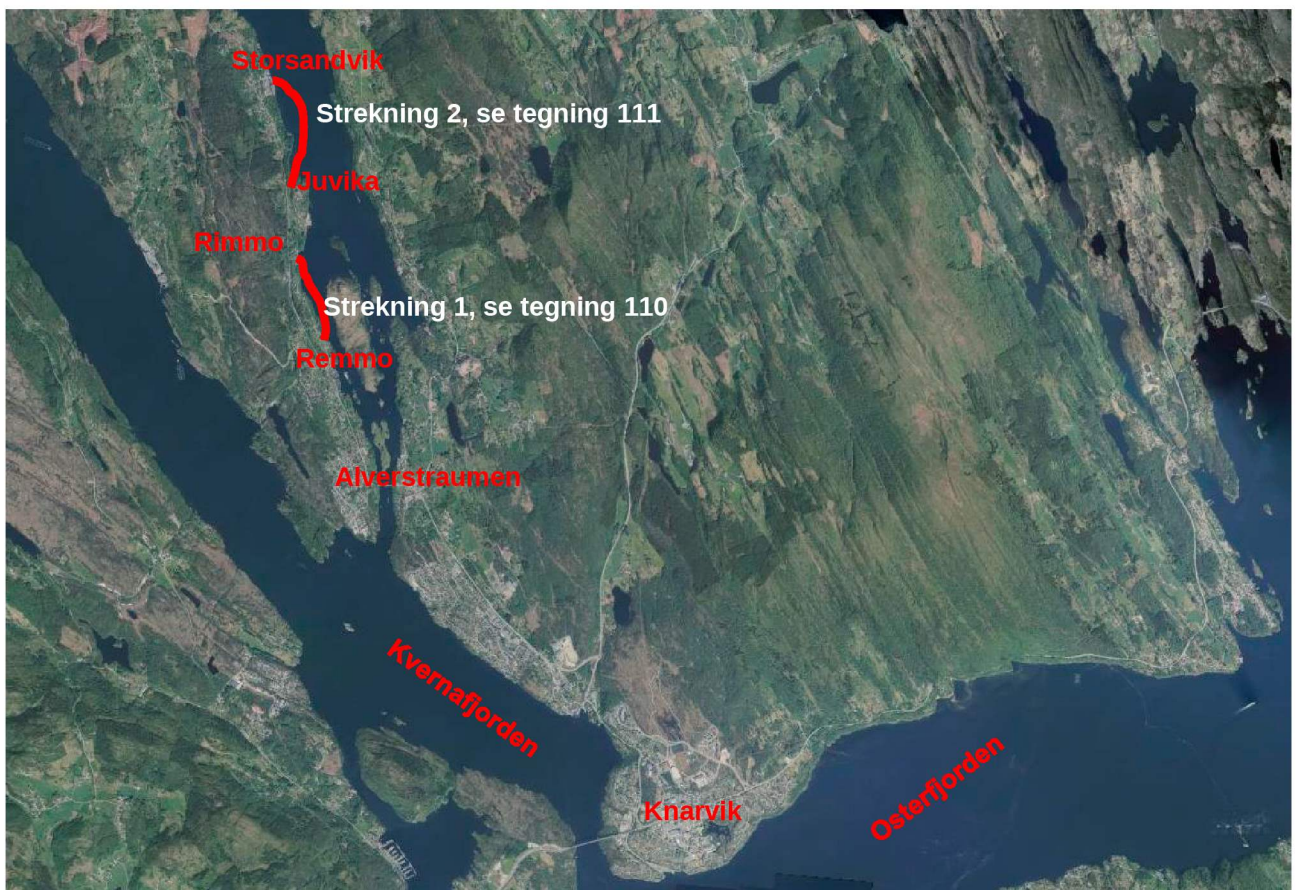 Storsandvik
Strekning 2, se tegning 111
Juvika
Rimmo
Strekning 1, se tegning 110
Remmo
Alverstraumen
Kvernafjorden
Osterfjorden
Knarvik